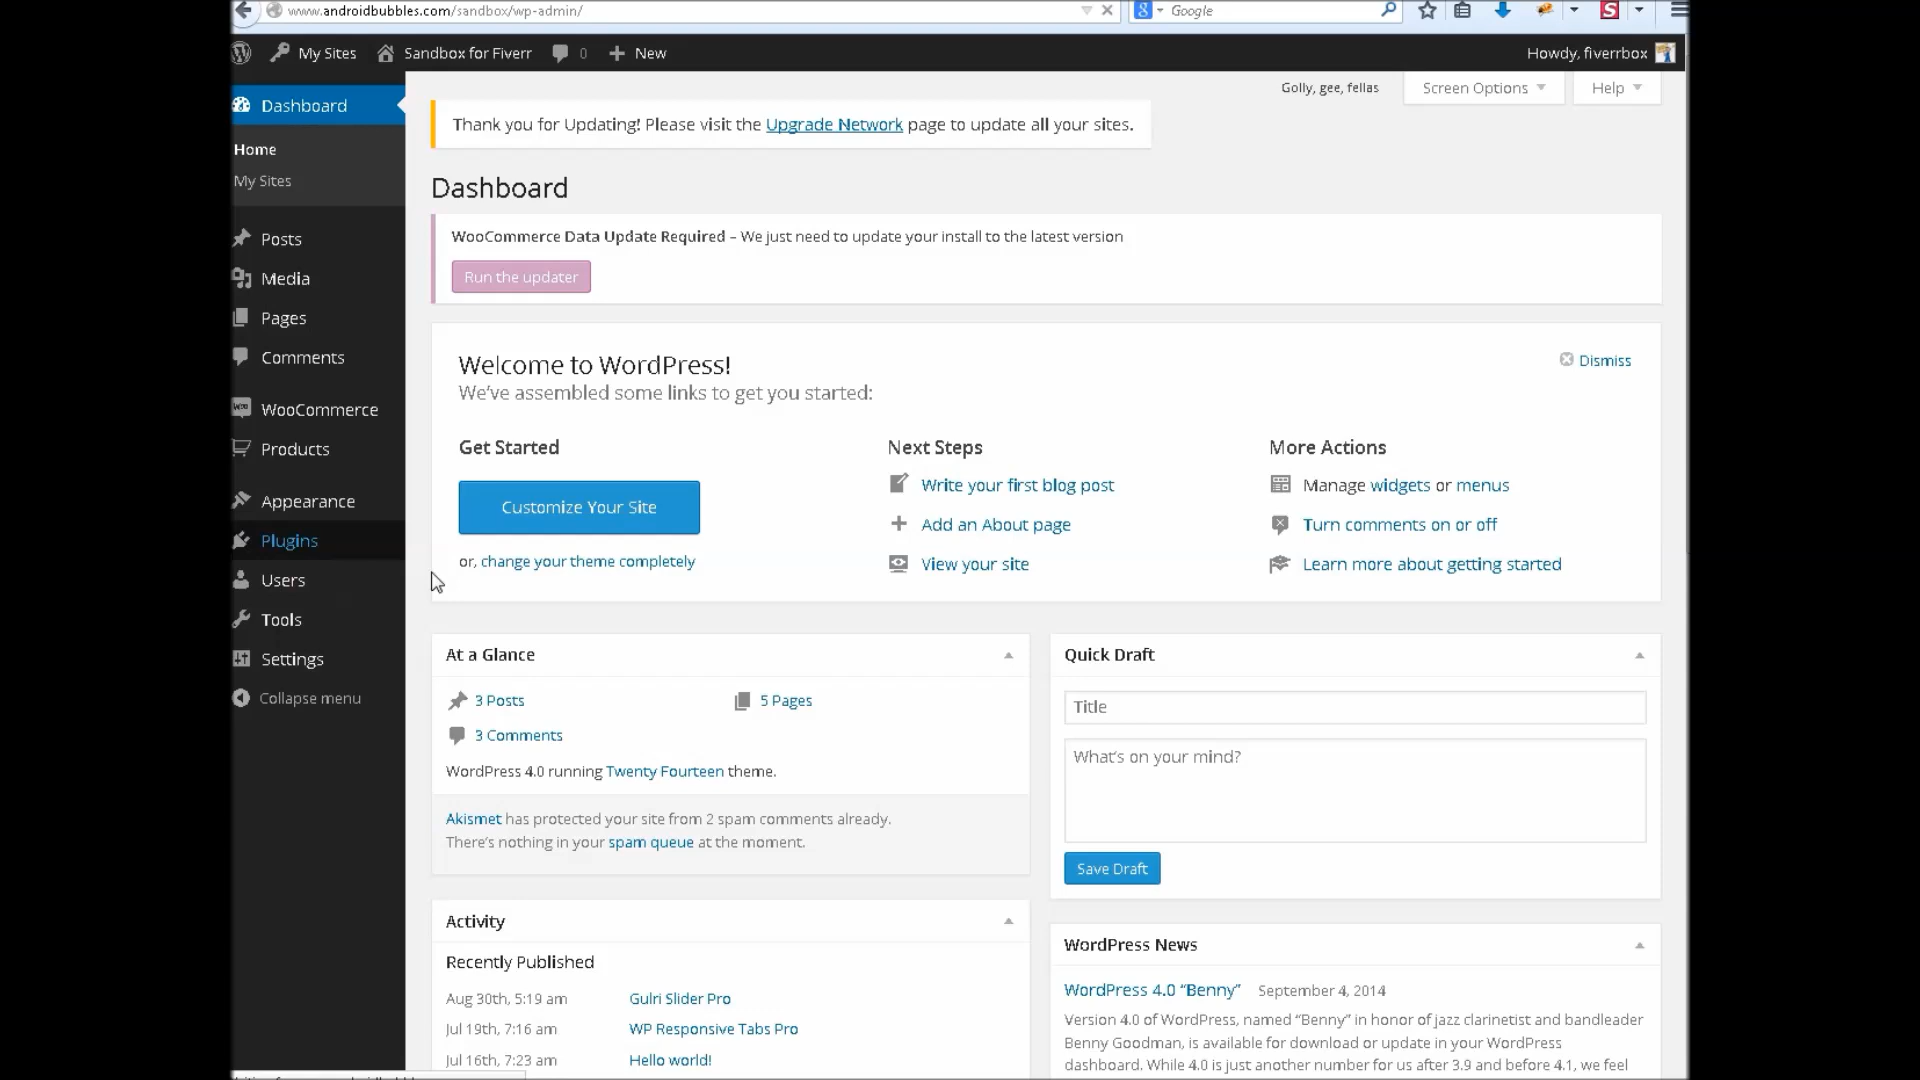 www.androidbubbles.com/sandbox/wp-admin/
Google
My Sites
Sandbox for Fiverr
0
New
Howdy, fiverrbox
Golly, gee, fellas
Screen Options
Help
Dashboard
Home
My Sites
Posts
Media
Pages
Comments
WooCommerce
Products
Appearance
Plugins
Users
Tools
Settings
Collapse menu
Thank you for Updating! Please visit the Upgrade Network page to update all your sites.
Dashboard
WooCommerce Data Update Required – We just need to update your install to the latest version
Run the updater
Welcome to WordPress!
We've assembled some links to get you started:
Dismiss
Get Started
Customize Your Site
or, change your theme completely
Next Steps
Write your first blog post
Add an About page
View your site
More Actions
Manage widgets or menus
Turn comments on or off
Learn more about getting started
At a Glance
3 Posts
5 Pages
3 Comments
WordPress 4.0 running Twenty Fourteen theme.
Akismet has protected your site from 2 spam comments already.
There's nothing in your spam queue at the moment.
Activity
Recently Published
Aug 30th, 5:19 am Gulri Slider Pro
Jul 19th, 7:16 am WP Responsive Tabs Pro
Jul 16th, 7:23 am Hello world!
Quick Draft
Title
What's on your mind?
Save Draft
WordPress News
WordPress 4.0 “Benny” September 4, 2014
Version 4.0 of WordPress, named “Benny” in honor of jazz clarinetist and bandleader
Benny Goodman, is available for download or update in your WordPress
dashboard. While 4.0 is just another number for us after 3.9 and before 4.1, we feel